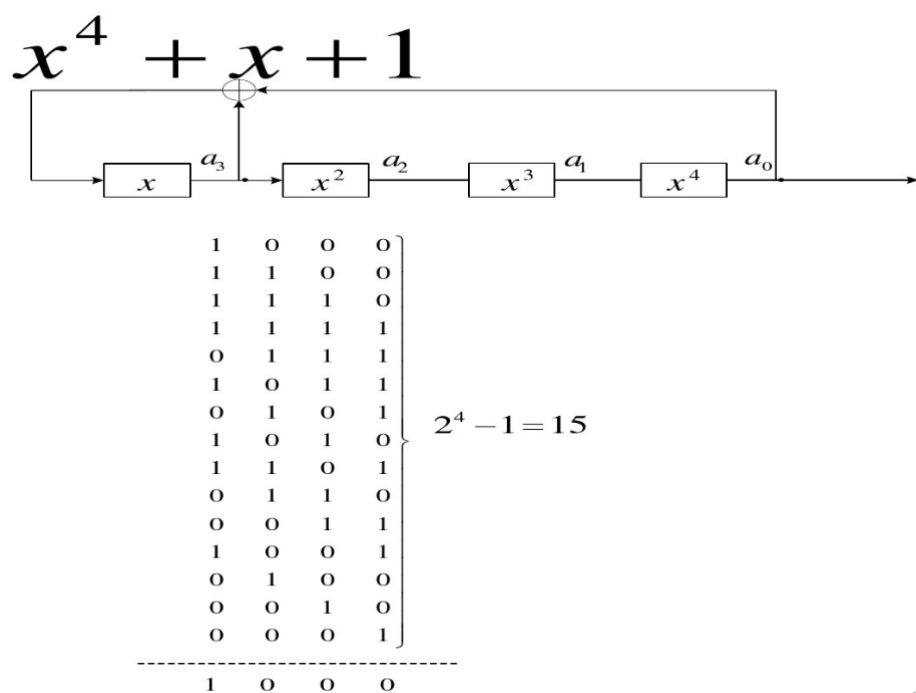 x⁴ + x + 1
x a₃ x² a₂ x³ a₁ x⁴ a₀
1 0 0 0
1 1 0 0
1 1 1 0
1 1 1 1
0 1 1 1
1 0 1 1
0 1 0 1
1 0 1 0
1 1 0 1
0 1 1 0
0 0 1 1
1 0 0 1
0 1 0 0
0 0 1 0
0 0 0 1
2⁴ − 1 = 15
1 0 0 0